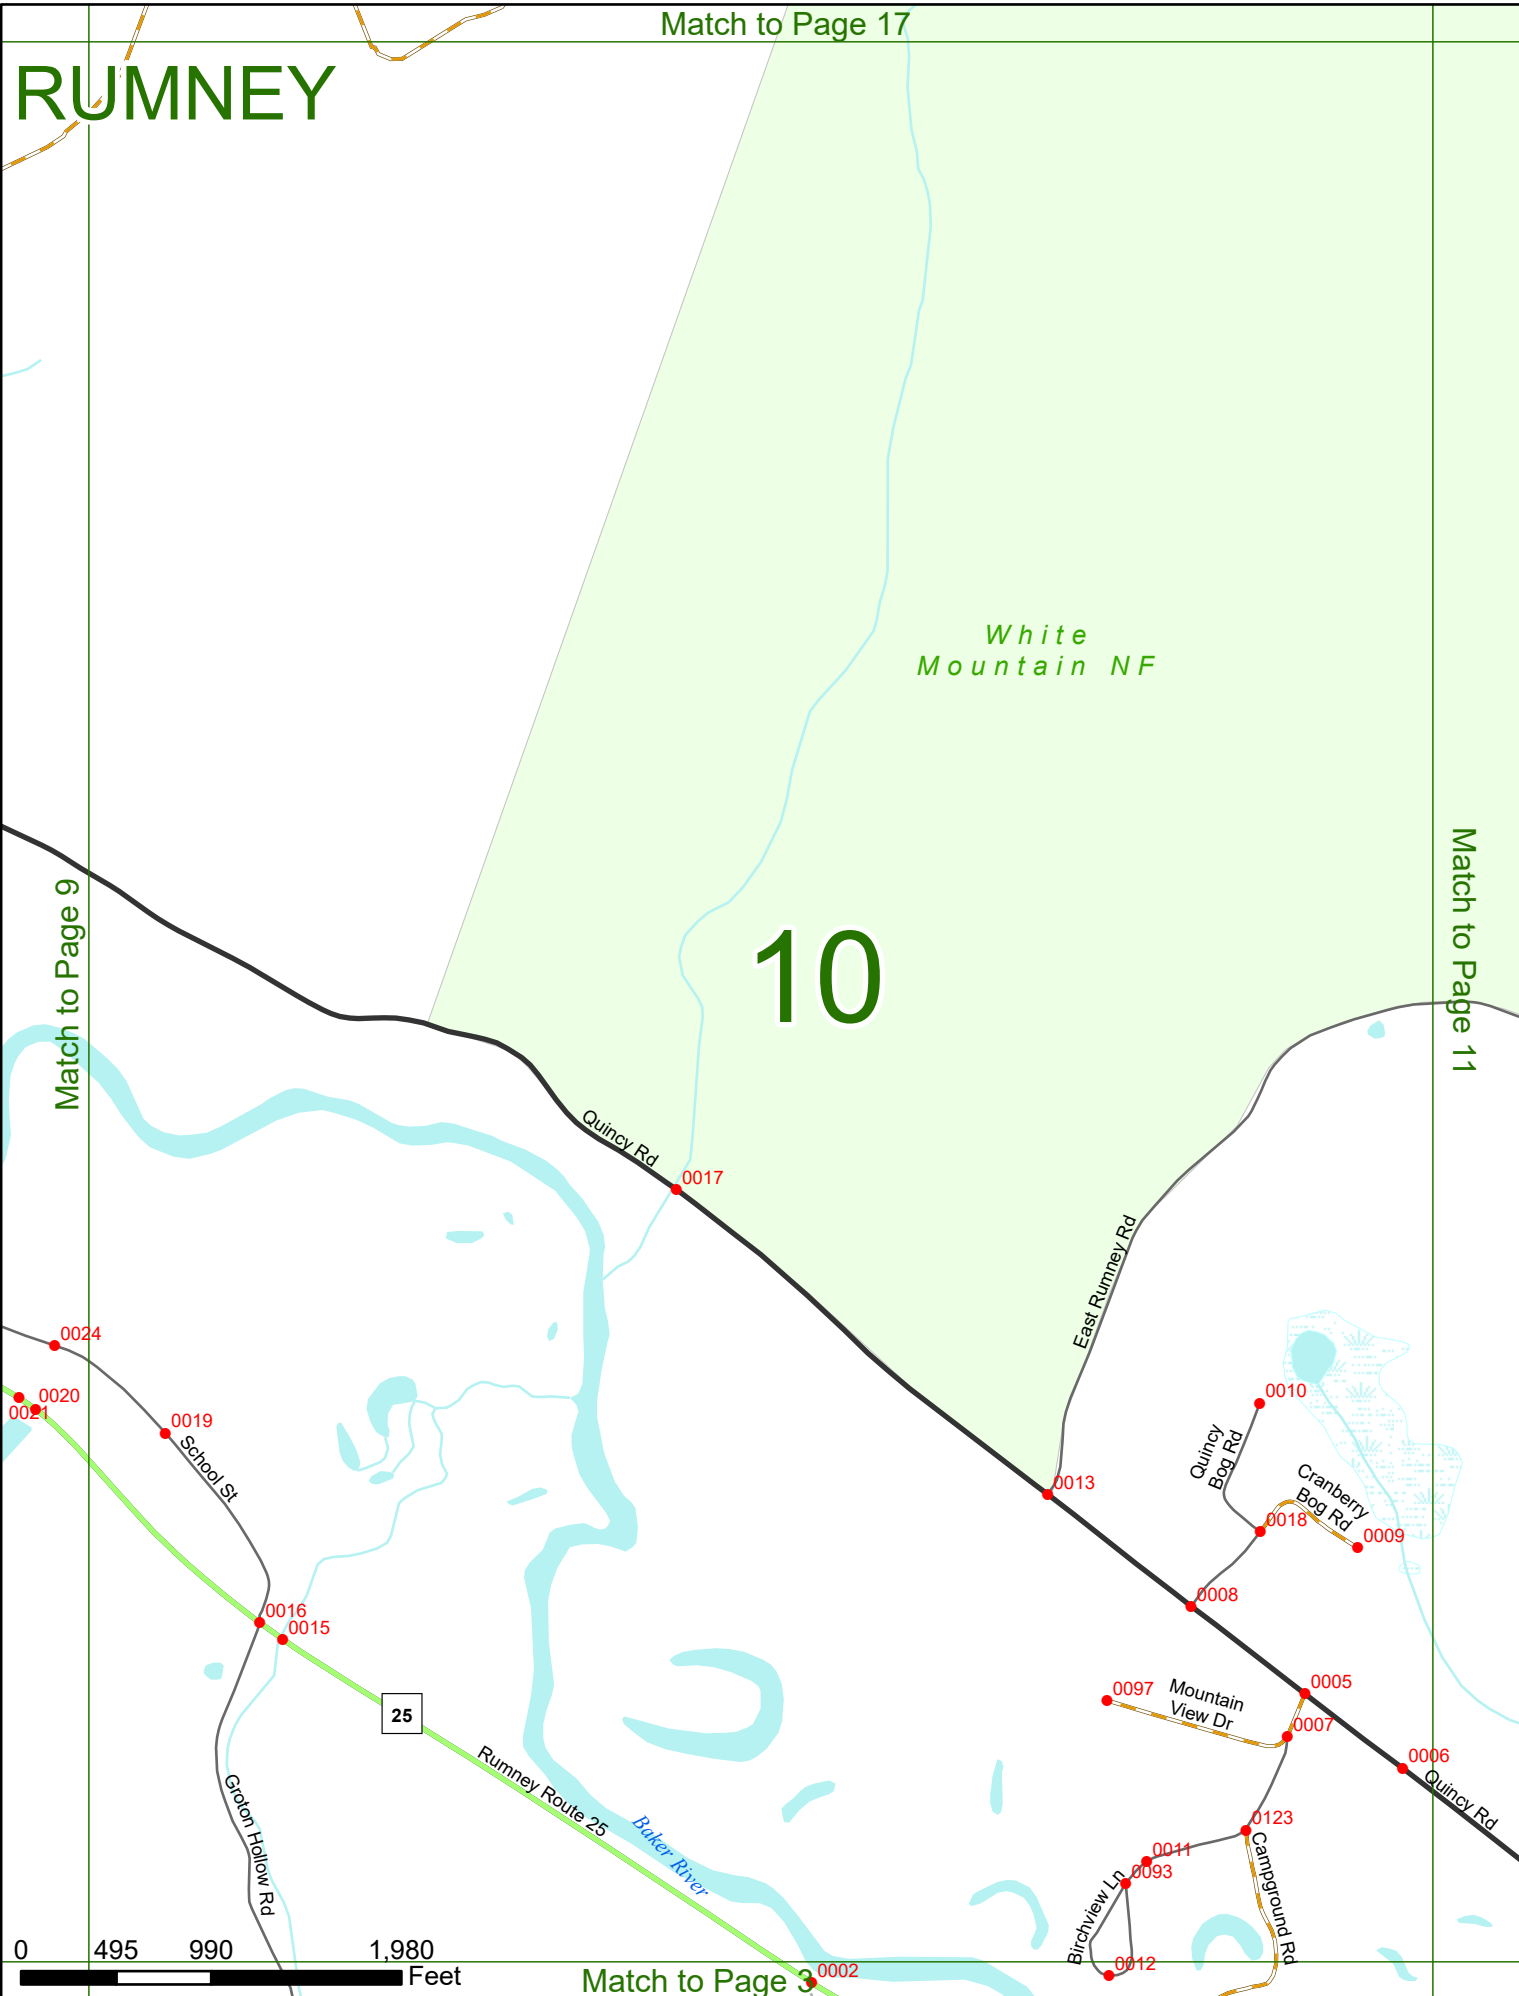 Match to Page 17
RUMNEY
White
Mountain NF
Match to Page 9
Match to Page 11
10
Quincy Rd
0017
East Rumney Rd
0024
0020
0021
0019
School St
0010
Quincy
Bog Rd
Cranberry
Bog Rd
0013
0018
0009
0008
0016
0015
0005
0097
Mountain
View Dr
25
0007
0006
Quincy Rd
Rumney Route 25
Groton Hollow Rd
Baker River
0123
0011
0093
Campground Rd
Birchview Ln
0 495 990 1,980
Feet
0012
0002
Match to Page 3